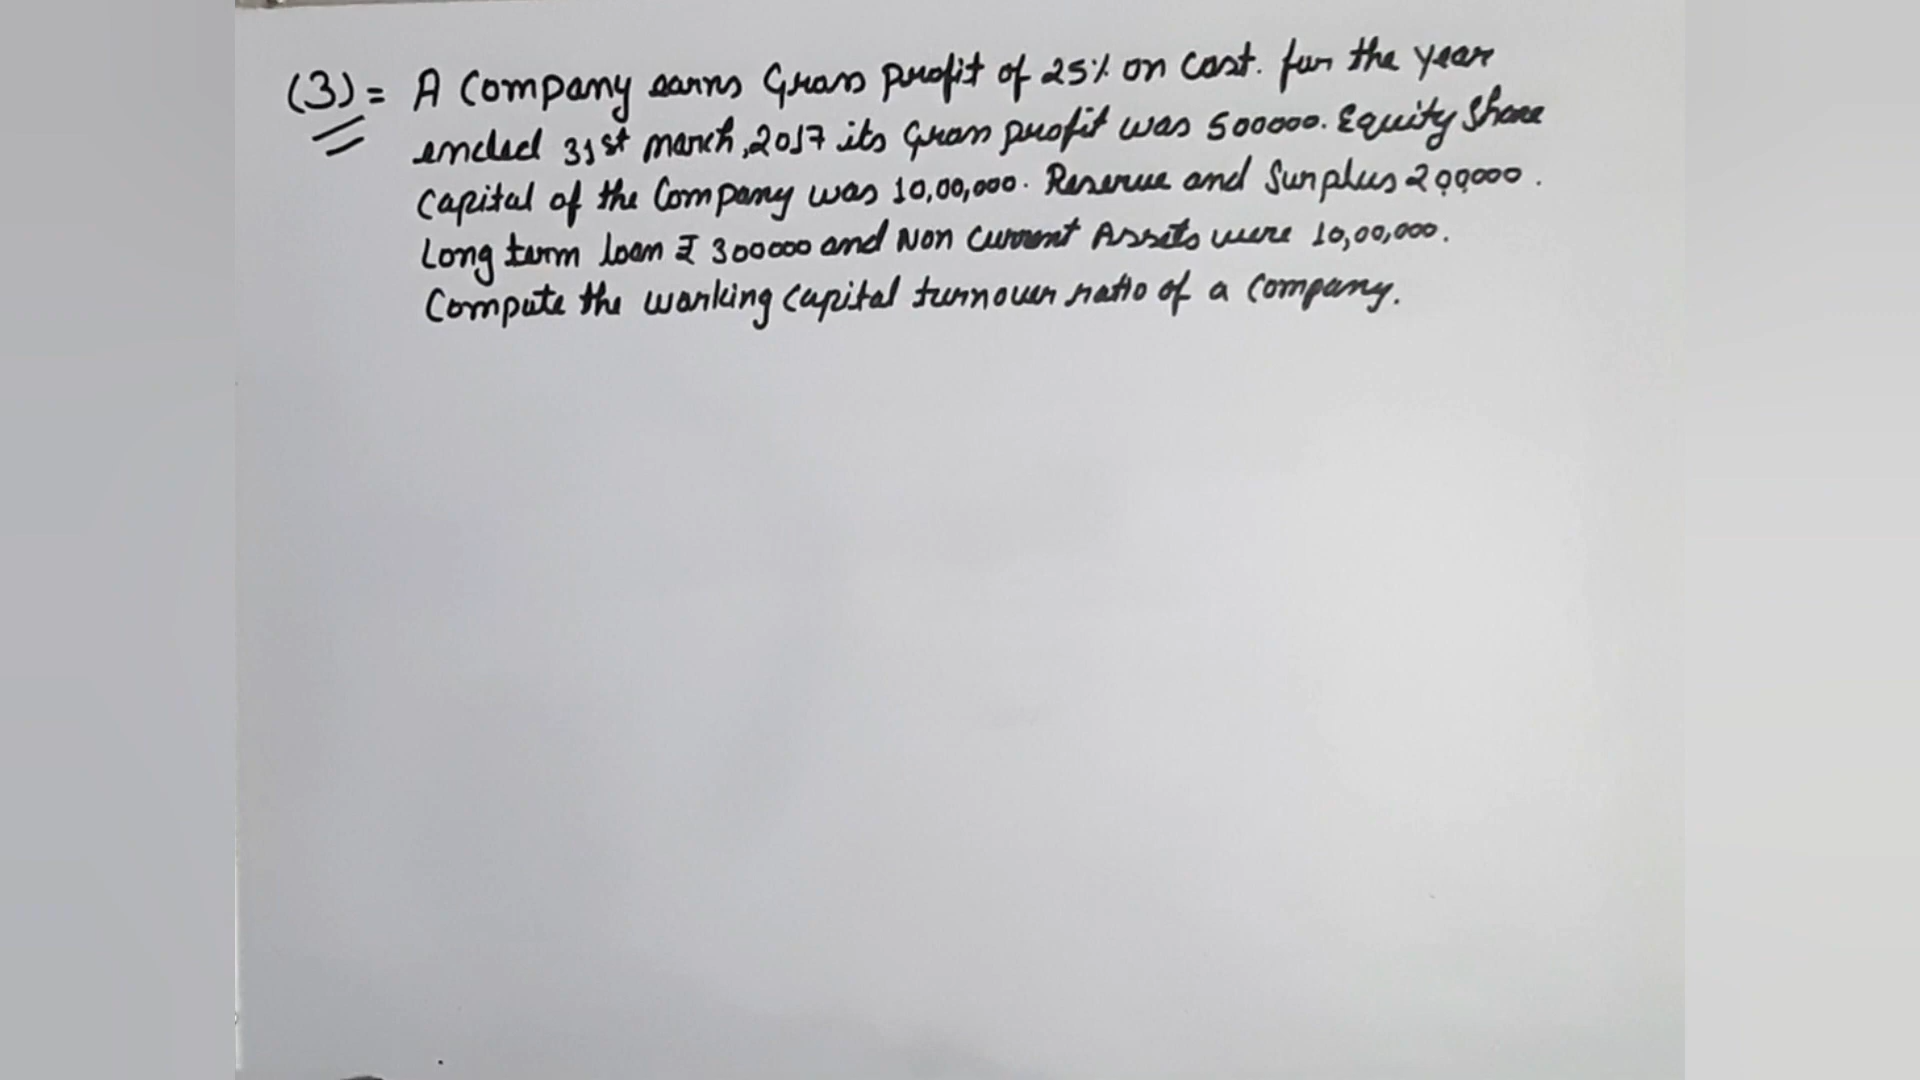 (3)= A Company earns Gross profit of 25% on Cost. for the year
ended 31st march, 2017 its Gross profit was 500000. Equity Share
Capital of the Company was 10,00,000. Reserve and Surplus 200000.
Long term loan ₹ 300000 and Non Current Assets were 10,00,000.
Compute the working Capital turnover ratio of a Company.